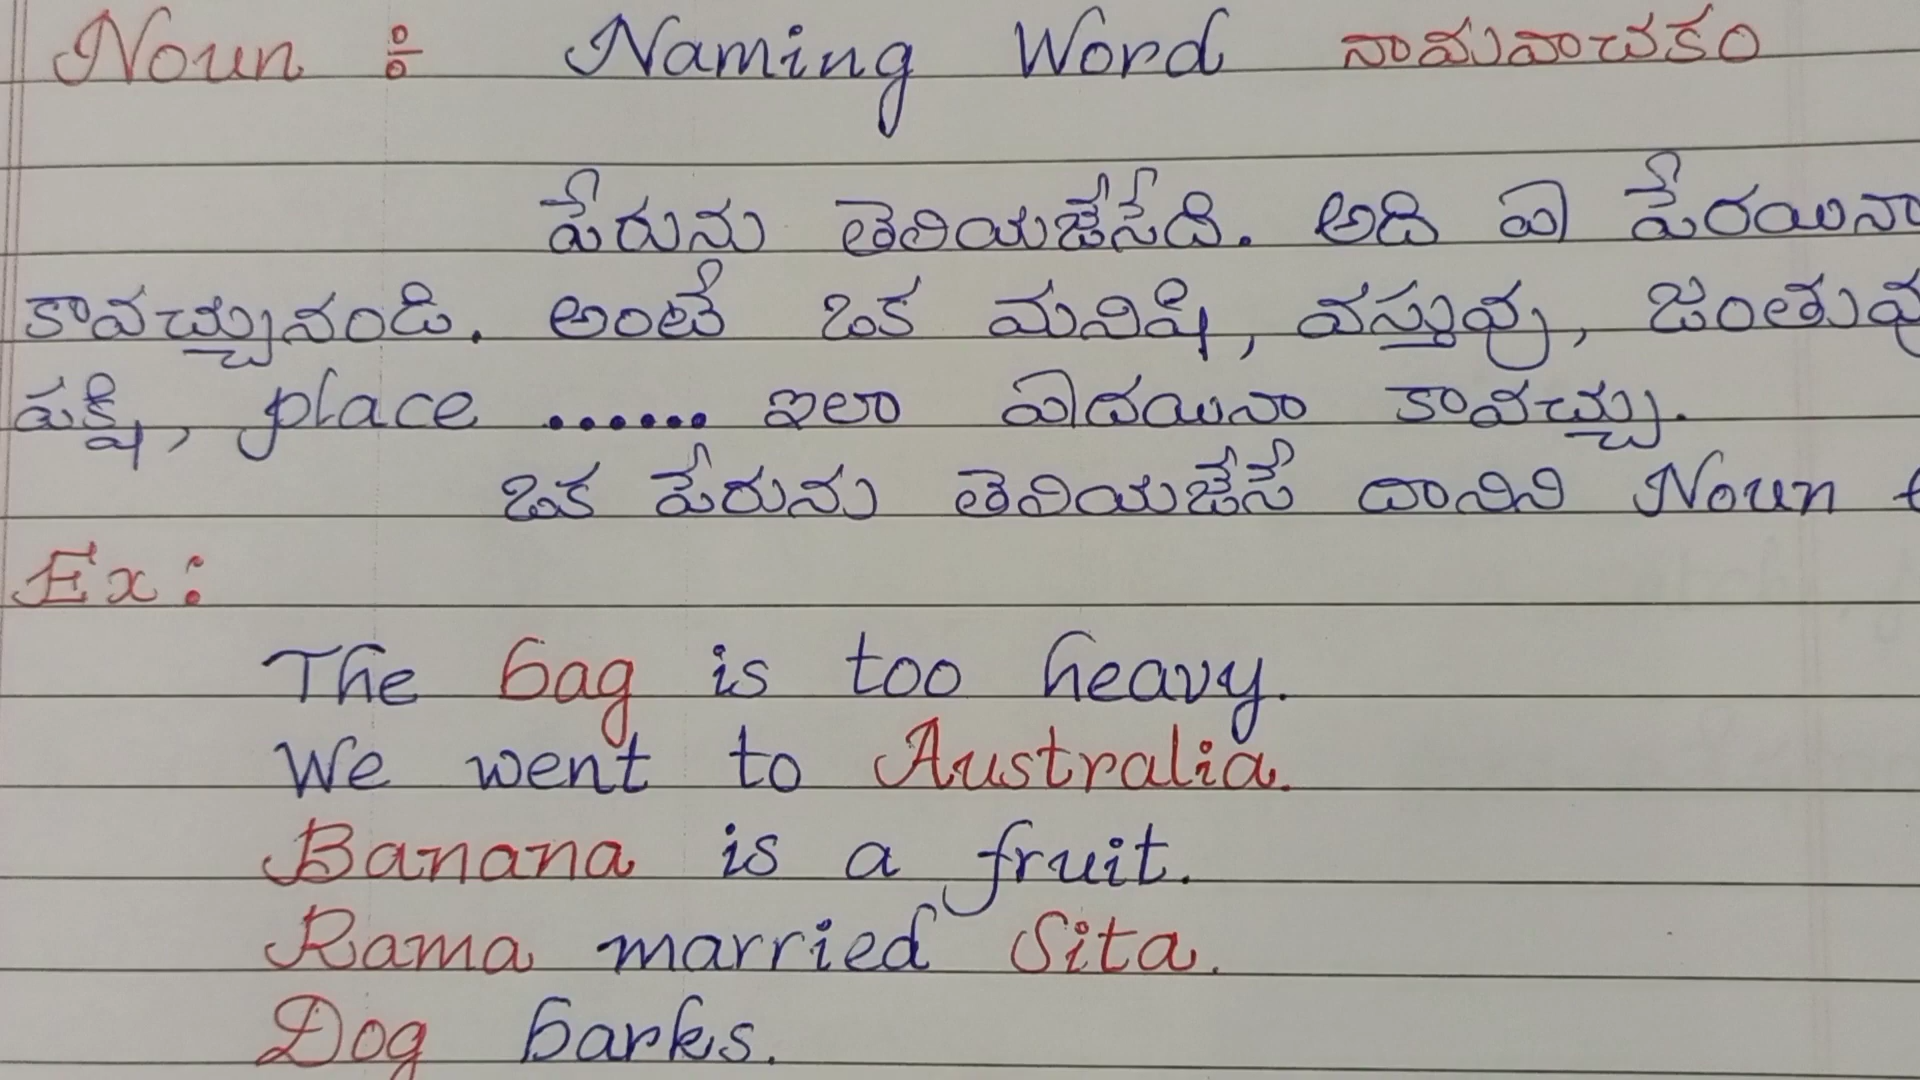 Noun : Naming Word నామవాచకం
పేరును తెలియజేసేది. అది ఏ పేరయినా
కావచ్చునండి. అంటే ఒక మనిషి, వస్తువు, జంతువు
పక్షి, place ...... ఇలా ఏదయినా కావచ్చు.
ఒక పేరును తెలియజేసే దానిని Noun
Ex:
The bag is too heavy.
We went to Australia.
Banana is a fruit.
Rama married Sita.
Dog barks.